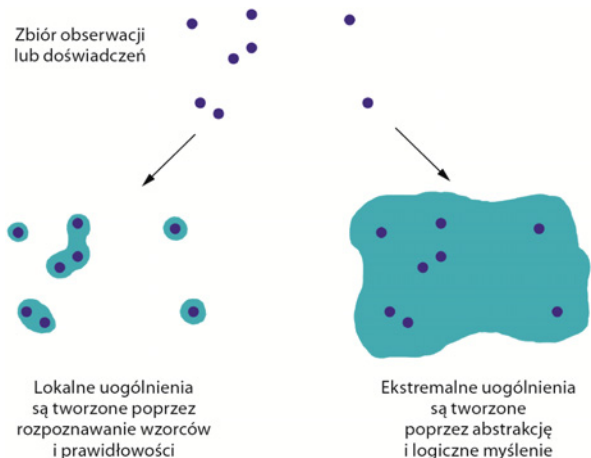 Zbiór obserwacji
lub doświadczeń
Lokalne uogólnienia
są tworzone poprzez
rozpoznawanie wzorców
i prawidłowości
Ekstremalne uogólnienia
są tworzone
poprzez abstrakcję
i logiczne myślenie